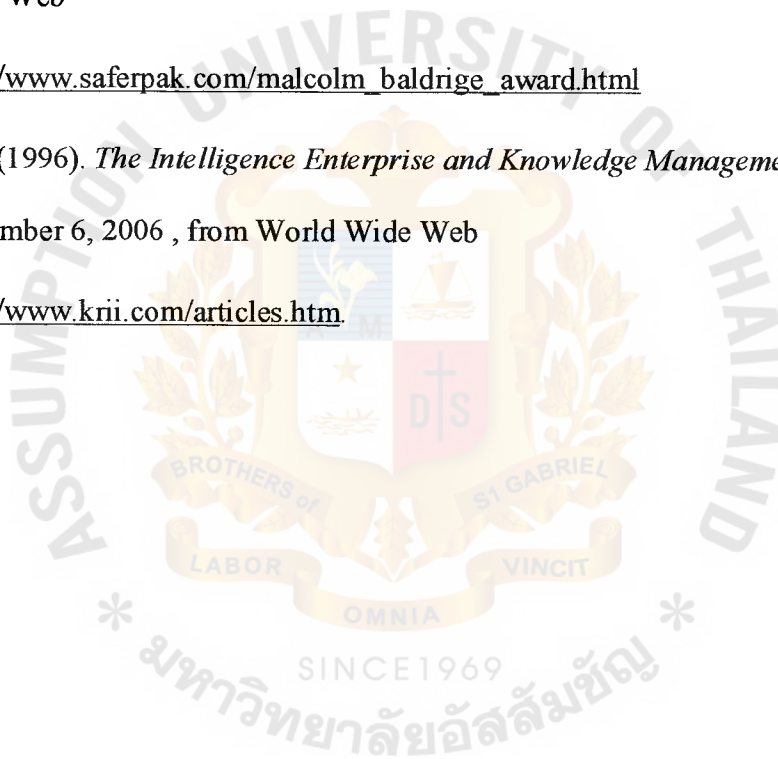 Web
/www.saferpak.com/malcolm_baldrige_award.html
(1996). The Intelligence Enterprise and Knowledge Manageme
mber 6, 2006 , from World Wide Web
/www.krii.com/articles.htm.
ASSUMPTION UNIVERSITY OF THAILAND
A M
D S
BROTHERS of ST GABRIEL
LABOR VINCIT
OMNIA
SINCE1969
* มหาวิทยาลัยอัสสัมชัญ *